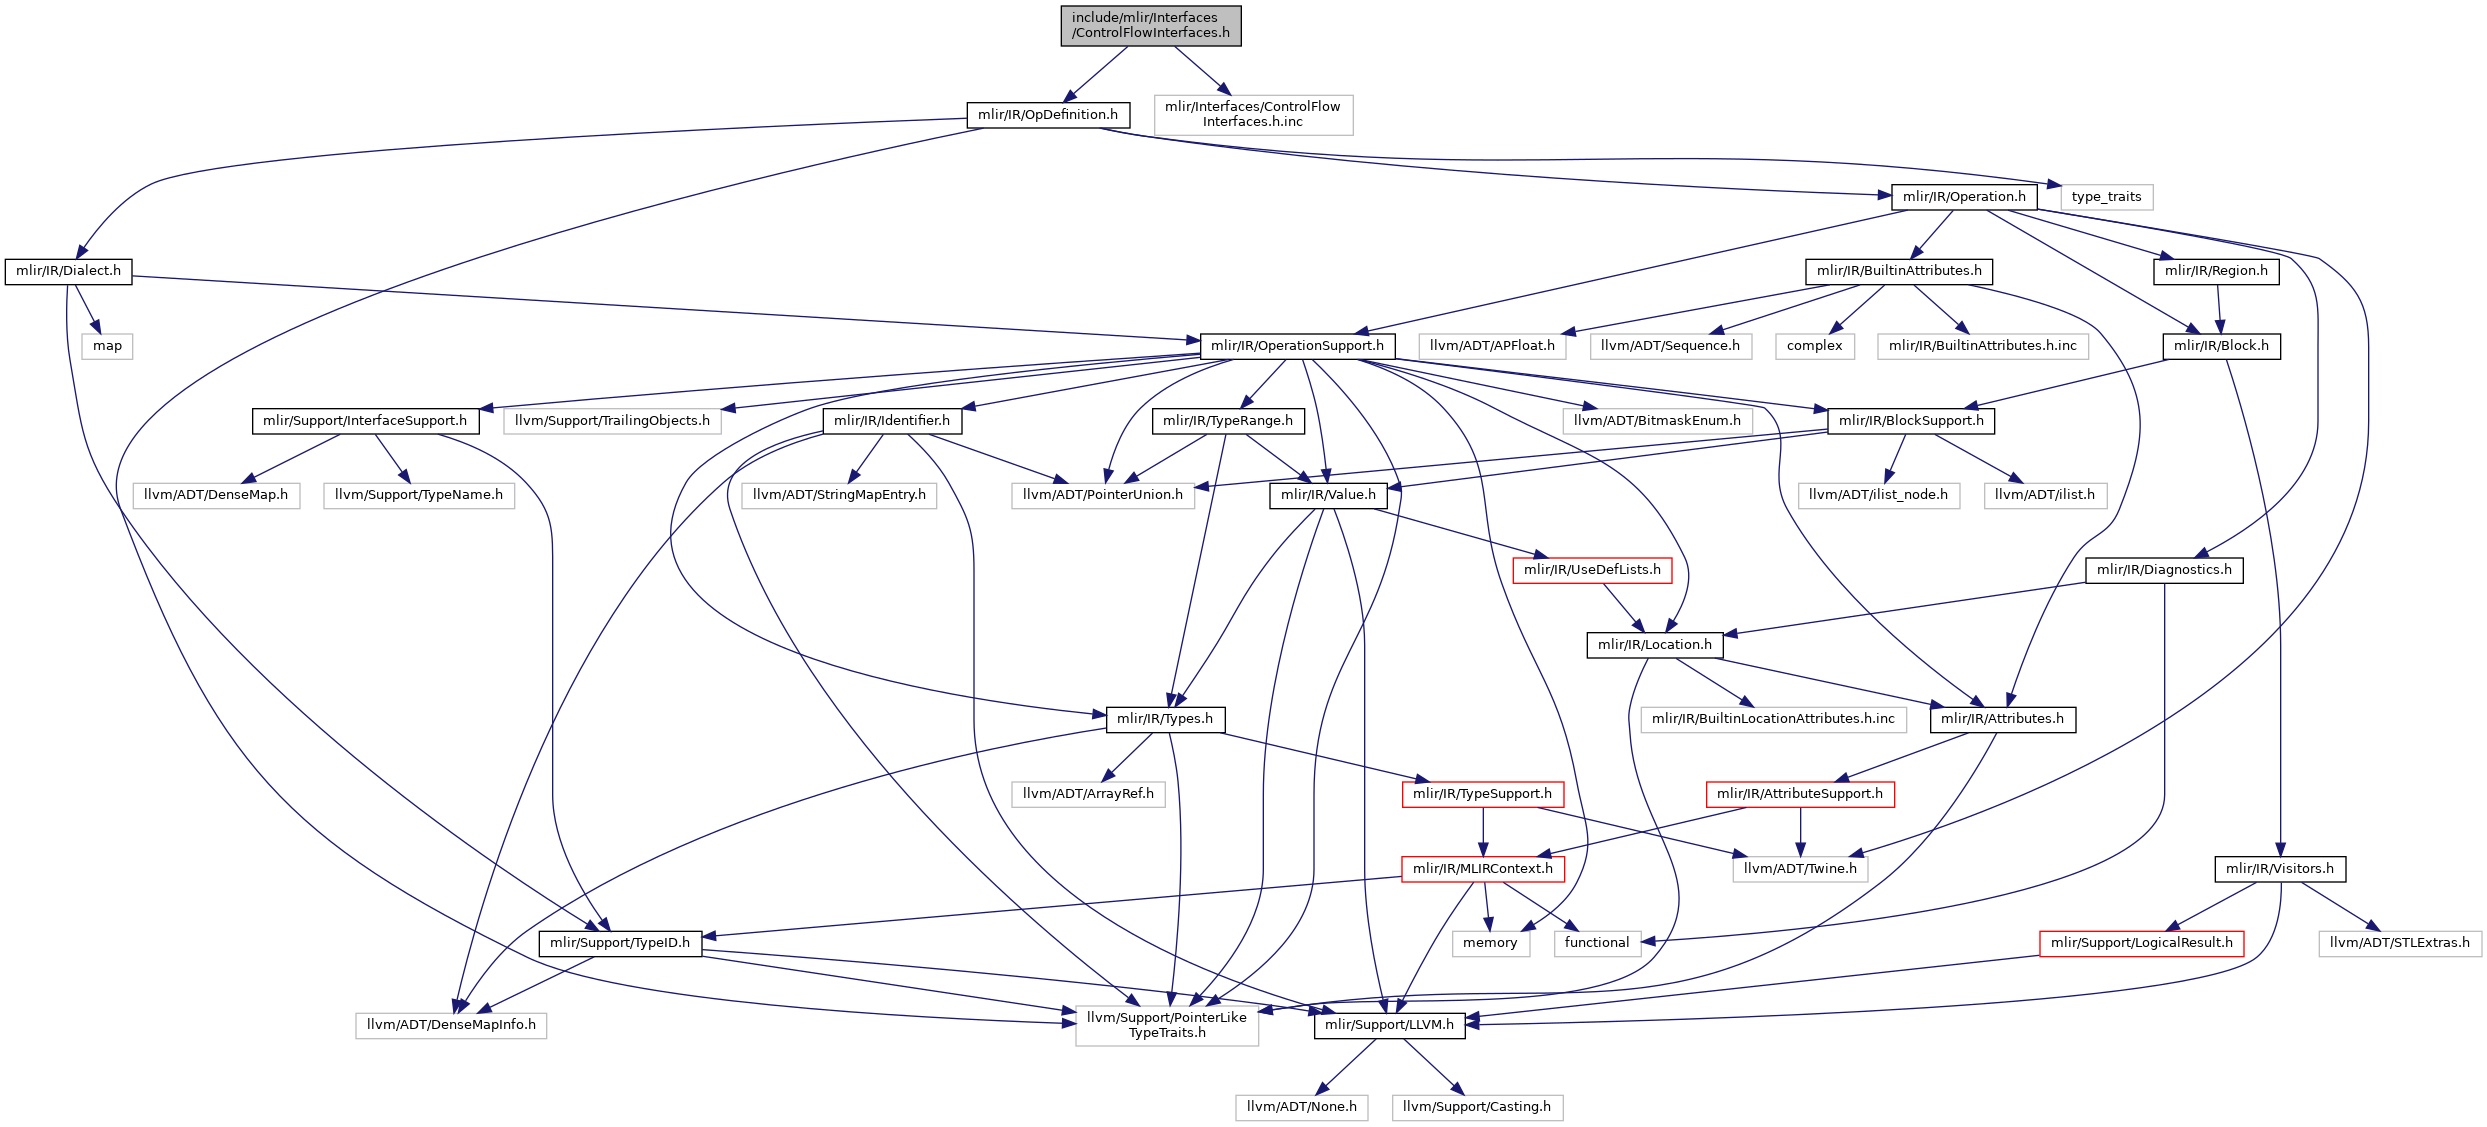 include/mlir/Interfaces
/ControlFlowInterfaces.h
mlir/IR/OpDefinition.h
mlir/Interfaces/ControlFlow
Interfaces.h.inc
mlir/IR/Operation.h
type_traits
mlir/IR/Dialect.h
mlir/IR/BuiltinAttributes.h
mlir/IR/Region.h
map
mlir/IR/OperationSupport.h
llvm/ADT/APFloat.h
llvm/ADT/Sequence.h
complex
mlir/IR/BuiltinAttributes.h.inc
mlir/IR/Block.h
mlir/Support/InterfaceSupport.h
llvm/Support/TrailingObjects.h
mlir/IR/Identifier.h
mlir/IR/TypeRange.h
llvm/ADT/BitmaskEnum.h
mlir/IR/BlockSupport.h
llvm/ADT/DenseMap.h
llvm/Support/TypeName.h
llvm/ADT/StringMapEntry.h
llvm/ADT/PointerUnion.h
mlir/IR/Value.h
llvm/ADT/ilist_node.h
llvm/ADT/ilist.h
mlir/IR/UseDefLists.h
mlir/IR/Diagnostics.h
mlir/IR/Location.h
mlir/IR/Types.h
mlir/IR/BuiltinLocationAttributes.h.inc
mlir/IR/Attributes.h
llvm/ADT/ArrayRef.h
mlir/IR/TypeSupport.h
mlir/IR/AttributeSupport.h
mlir/IR/MLIRContext.h
llvm/ADT/Twine.h
mlir/IR/Visitors.h
mlir/Support/TypeID.h
memory
functional
mlir/Support/LogicalResult.h
llvm/ADT/STLExtras.h
llvm/ADT/DenseMapInfo.h
llvm/Support/PointerLike
TypeTraits.h
mlir/Support/LLVM.h
llvm/ADT/None.h
llvm/Support/Casting.h